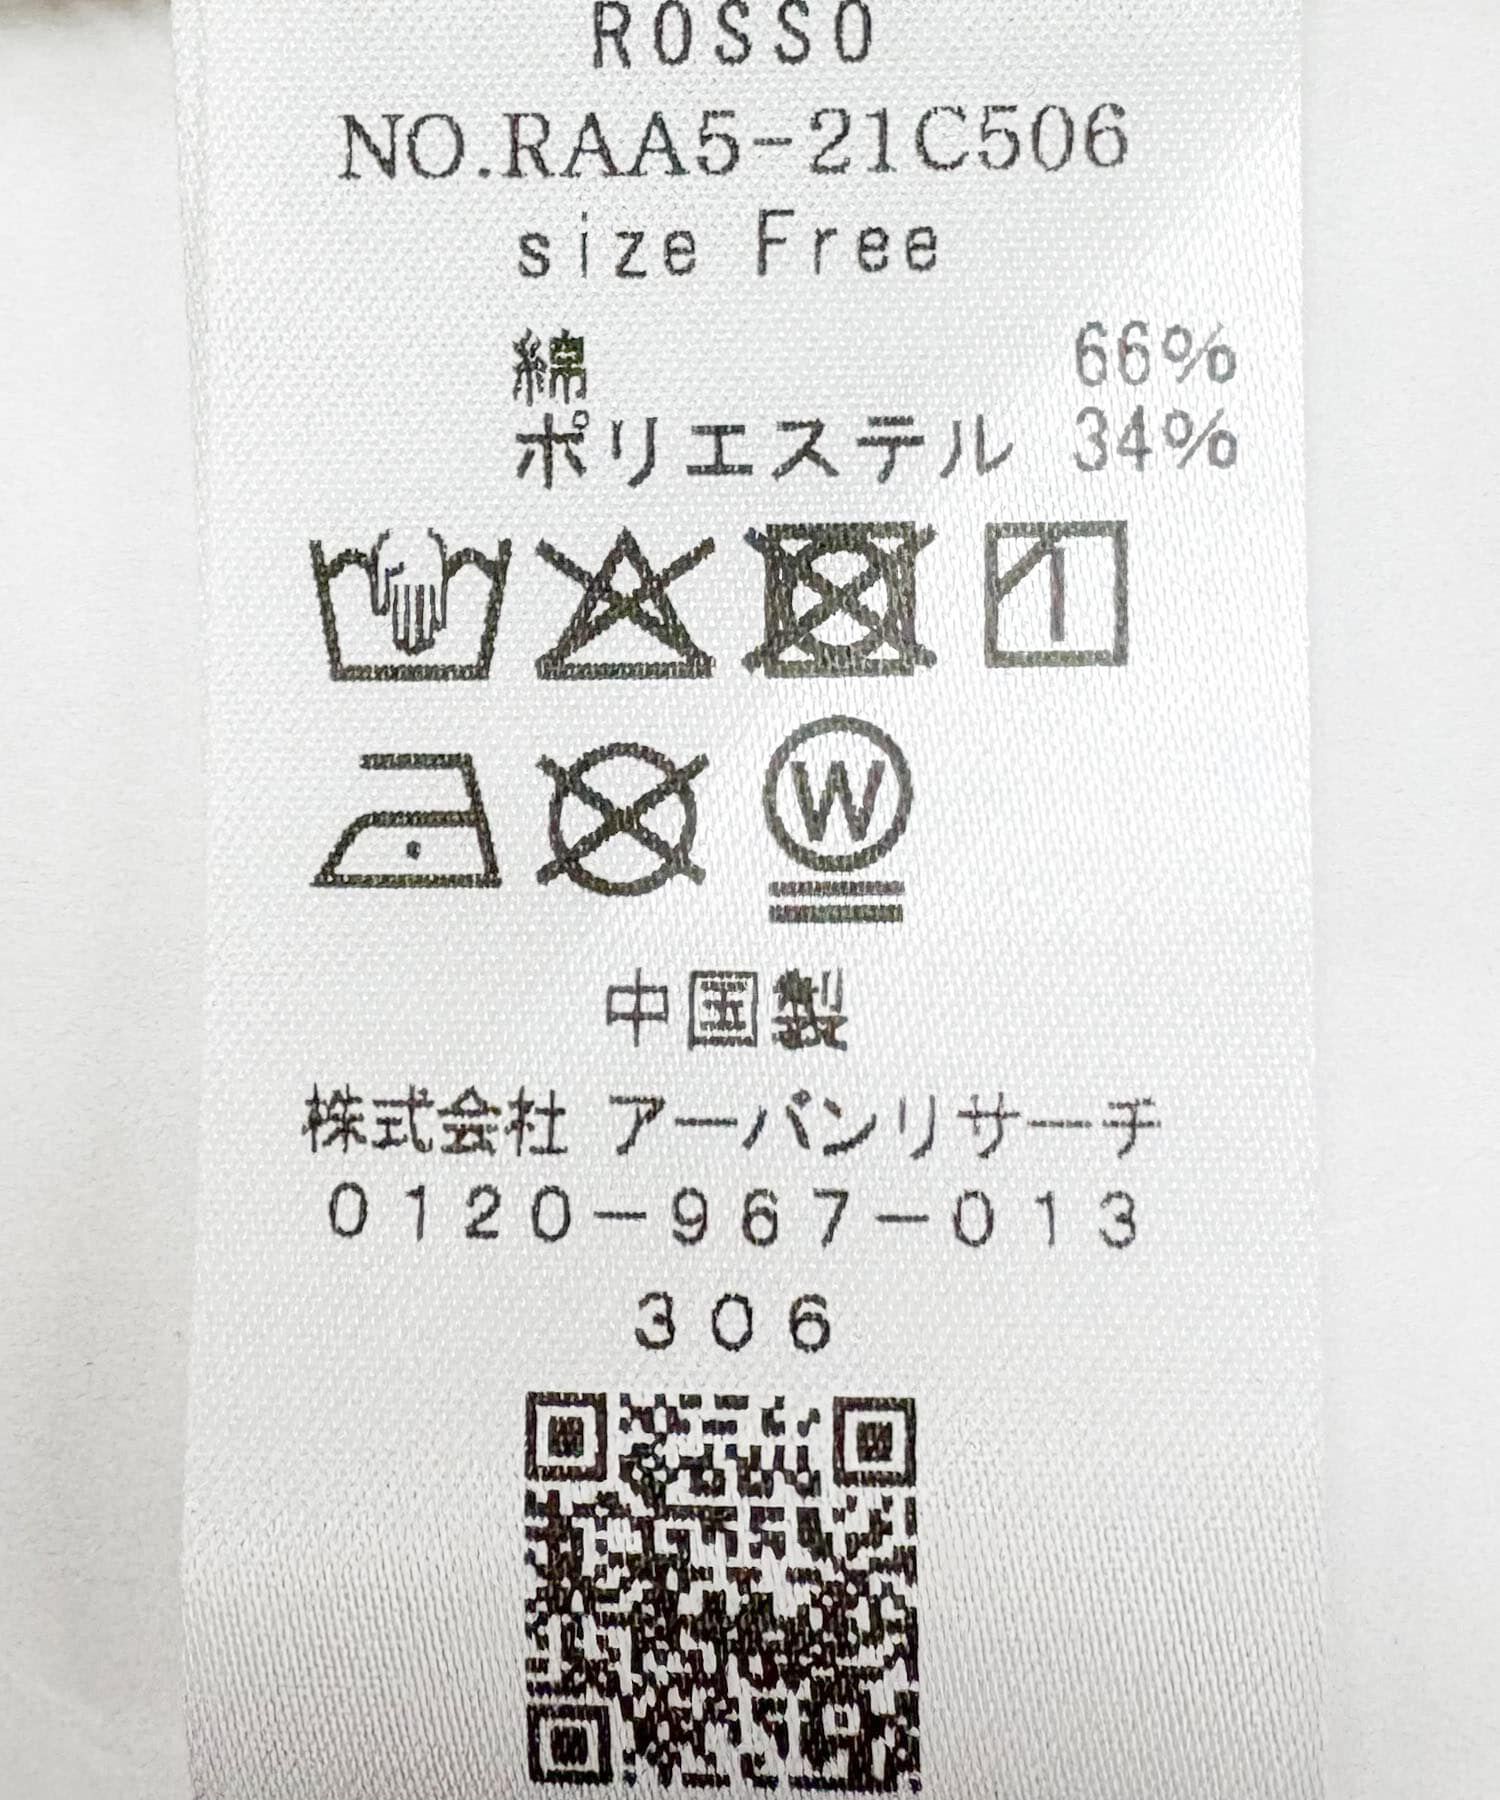 ROSSO
NO.RAA5-21C506
size Free
綿 66%
ポリエステル 34%
W
中国製
株式会社 アーバンリサーチ
0120-967-013
306